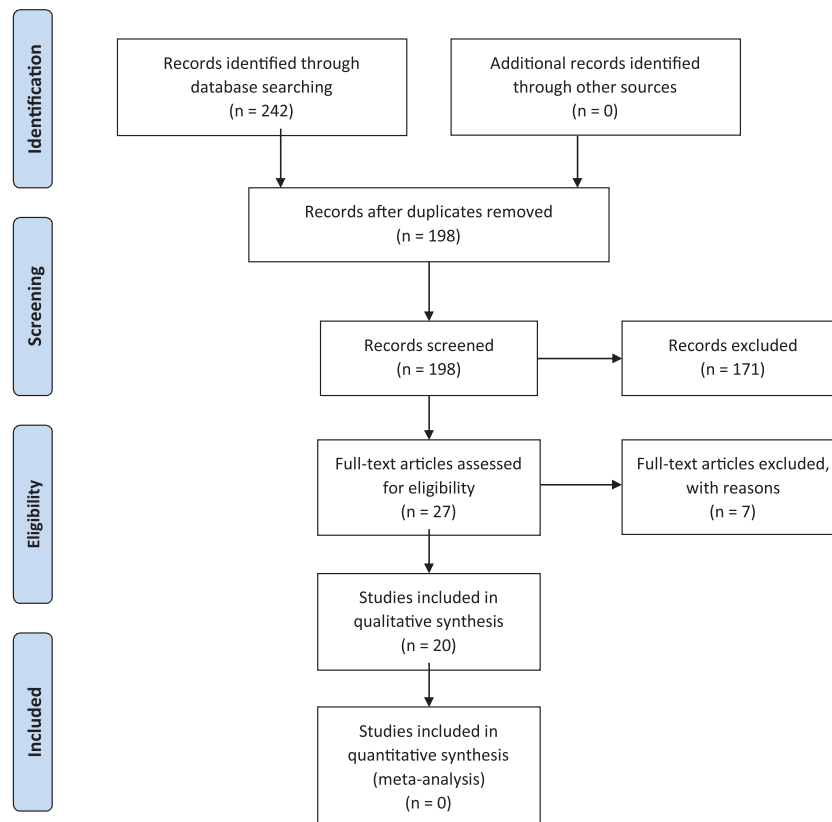 Identification
Records identified through
database searching
(n = 242)
Additional records identified
through other sources
(n = 0)
Records after duplicates removed
(n = 198)
Screening
Records screened
(n = 198)
Records excluded
(n = 171)
Eligibility
Full-text articles assessed
for eligibility
(n = 27)
Full-text articles excluded,
with reasons
(n = 7)
Studies included in
qualitative synthesis
(n = 20)
Included
Studies included in
quantitative synthesis
(meta-analysis)
(n = 0)